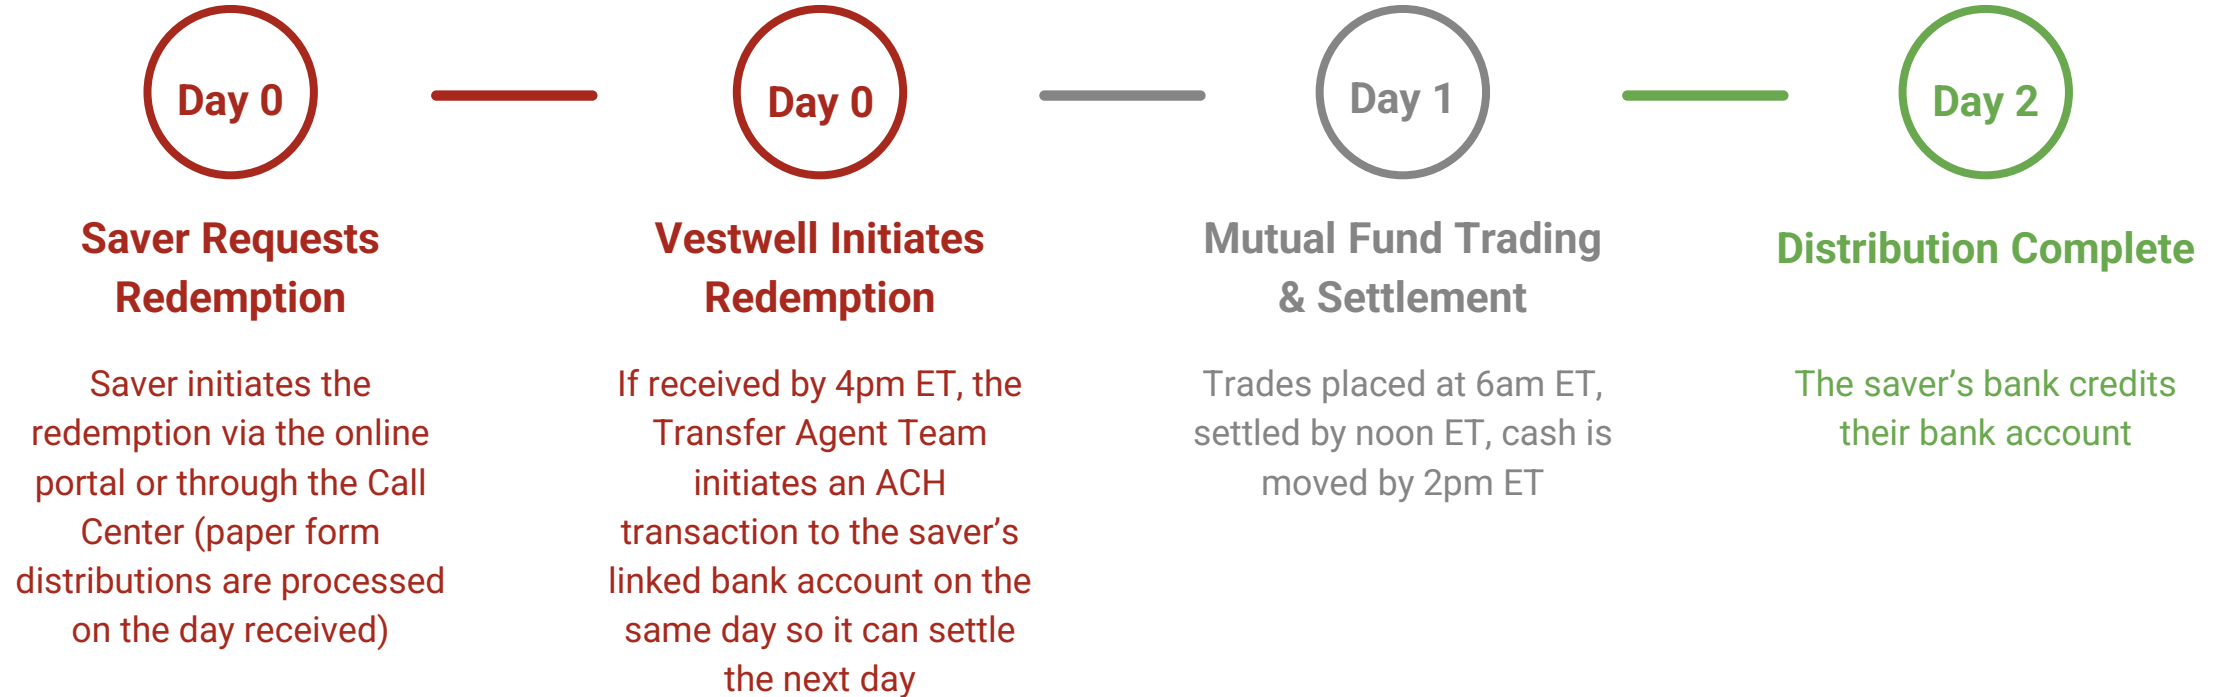 Day 0
Saver Requests
Redemption
Saver initiates the
redemption via the online
portal or through the Call
Center (paper form
distributions are processed
on the day received)
Day 0
Vestwell Initiates
Redemption
If received by 4pm ET, the
Transfer Agent Team
initiates an ACH
transaction to the saver’s
linked bank account on the
same day so it can settle
the next day
Day 1
Mutual Fund Trading
& Settlement
Trades placed at 6am ET,
settled by noon ET, cash is
moved by 2pm ET
Day 2
Distribution Complete
The saver’s bank credits
their bank account